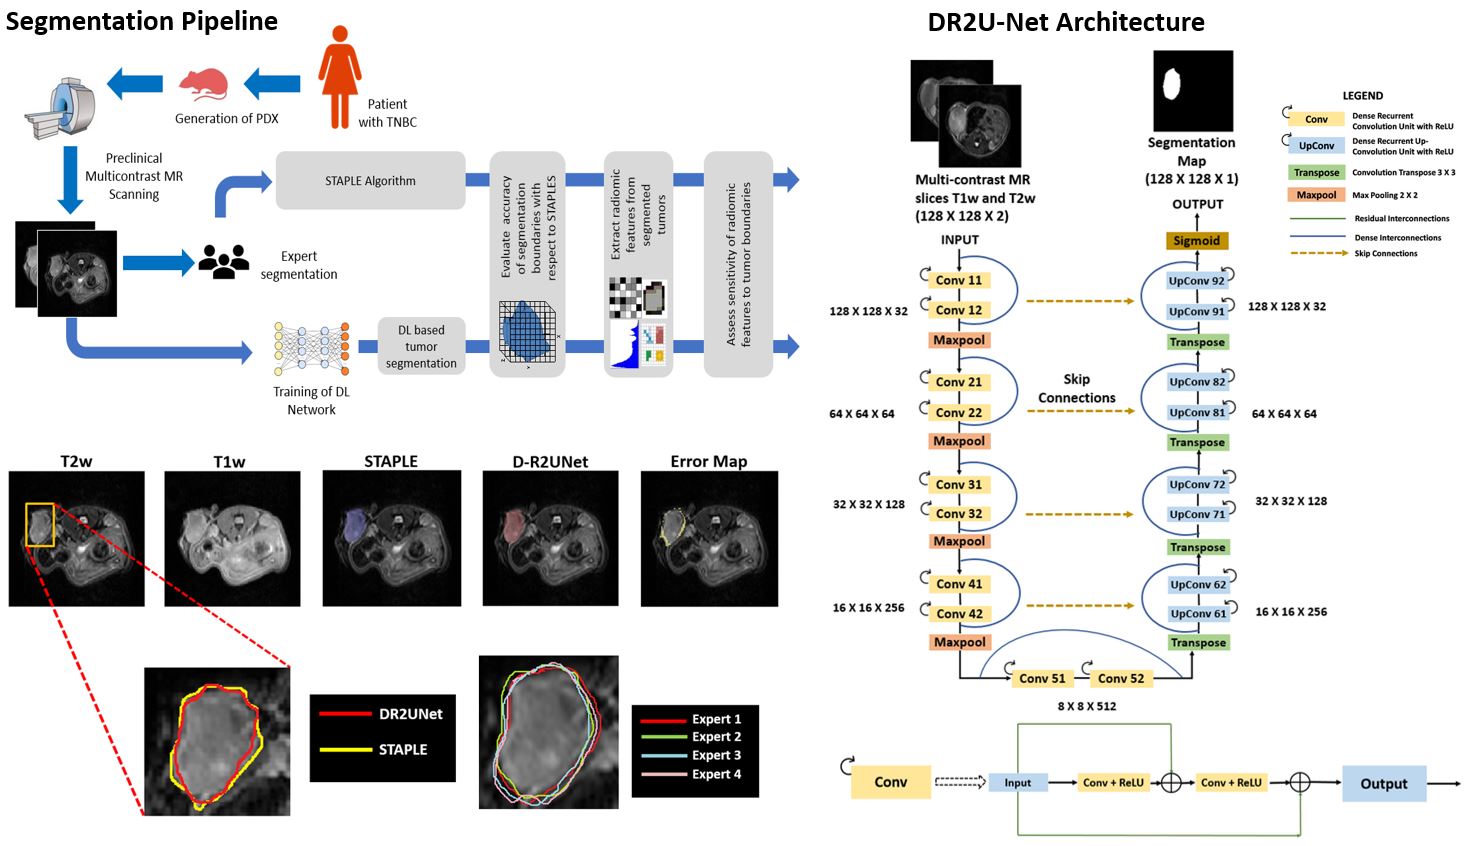 Segmentation Pipeline
Patient
with TNBC
Generation of PDX
Preclinical
Multicontrast MR
Scanning
Expert
segmentation
STAPLE Algorithm
Training of DL
Network
DL based
tumor
segmentation
Evaluate accuracy
of segmentation
boundaries with
respect to STAPLES
Z
Y
X
Extract radiomic
features from
segmented
tumors
Assess sensitivity of radiomic
features to tumor boundaries
T2w
T1w
STAPLE
D-R2UNet
Error Map
DR2UNet
STAPLE
Expert 1
Expert 2
Expert 3
Expert 4
DR2U-Net Architecture
Multi-contrast MR
slices T1w and T2w
(128 X 128 X 2)
INPUT
Conv 11
Conv 12
128 X 128 X 32
Maxpool
Conv 21
Conv 22
64 X 64 X 64
Maxpool
Conv 31
Conv 32
32 X 32 X 128
Maxpool
Conv 41
Conv 42
16 X 16 X 256
Maxpool
Conv 51
Conv 52
8 X 8 X 512
Skip
Connections
Segmentation
Map
(128 X 128 X 1)
OUTPUT
Sigmoid
UpConv 92
UpConv 91
128 X 128 X 32
Transpose
UpConv 82
UpConv 81
64 X 64 X 64
Transpose
UpConv 72
UpConv 71
32 X 32 X 128
Transpose
UpConv 62
UpConv 61
16 X 16 X 256
Transpose
LEGEND
Conv
Dense Recurrent
Convolution Unit with ReLU
UpConv
Dense Recurrent Up-
Convolution Unit with ReLU
Transpose
Convolution Transpose 3 X 3
Maxpool
Max Pooling 2 X 2
Residual Interconnections
Dense Interconnections
Skip Connections
Conv
Input
Conv + ReLU
Conv + ReLU
Output